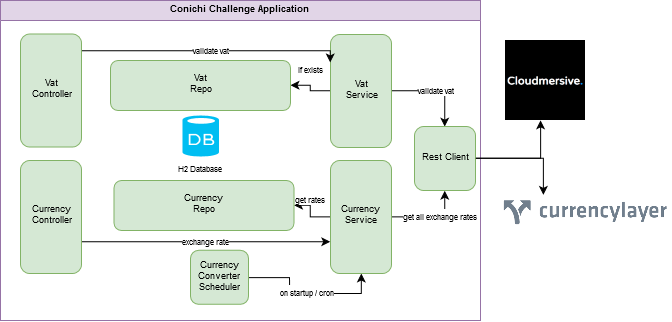 Conichi Challenge Application
validate vat
Vat
Controller
Vat
Repo
if exists
Vat
Service
validate vat
Cloudmersive.
DB
H2 Database
Rest Client
Currency
Controller
Currency
Repo
get rates
Currency
Service
get all exchange rates
currencylayer
exchange rate
Currency
Converter
Scheduler
on startup / cron